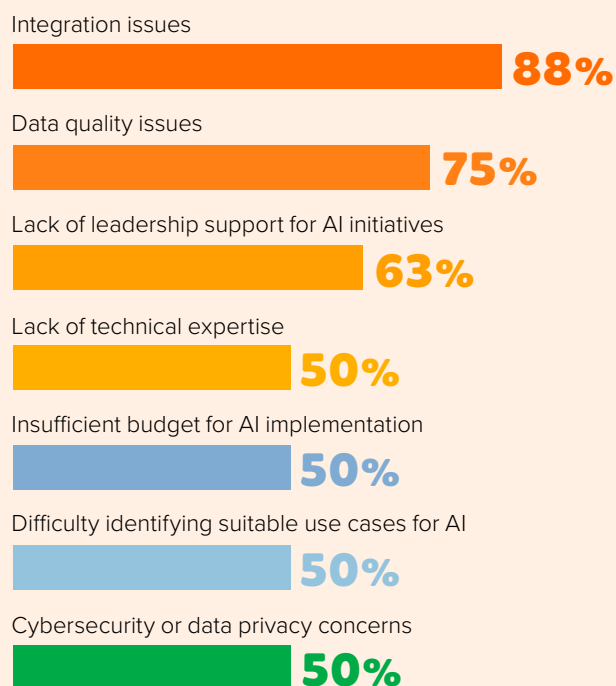 Integration issues
88%
Data quality issues
75%
Lack of leadership support for AI initiatives
63%
Lack of technical expertise
50%
Insufficient budget for AI implementation
50%
Difficulty identifying suitable use cases for AI
50%
Cybersecurity or data privacy concerns
50%